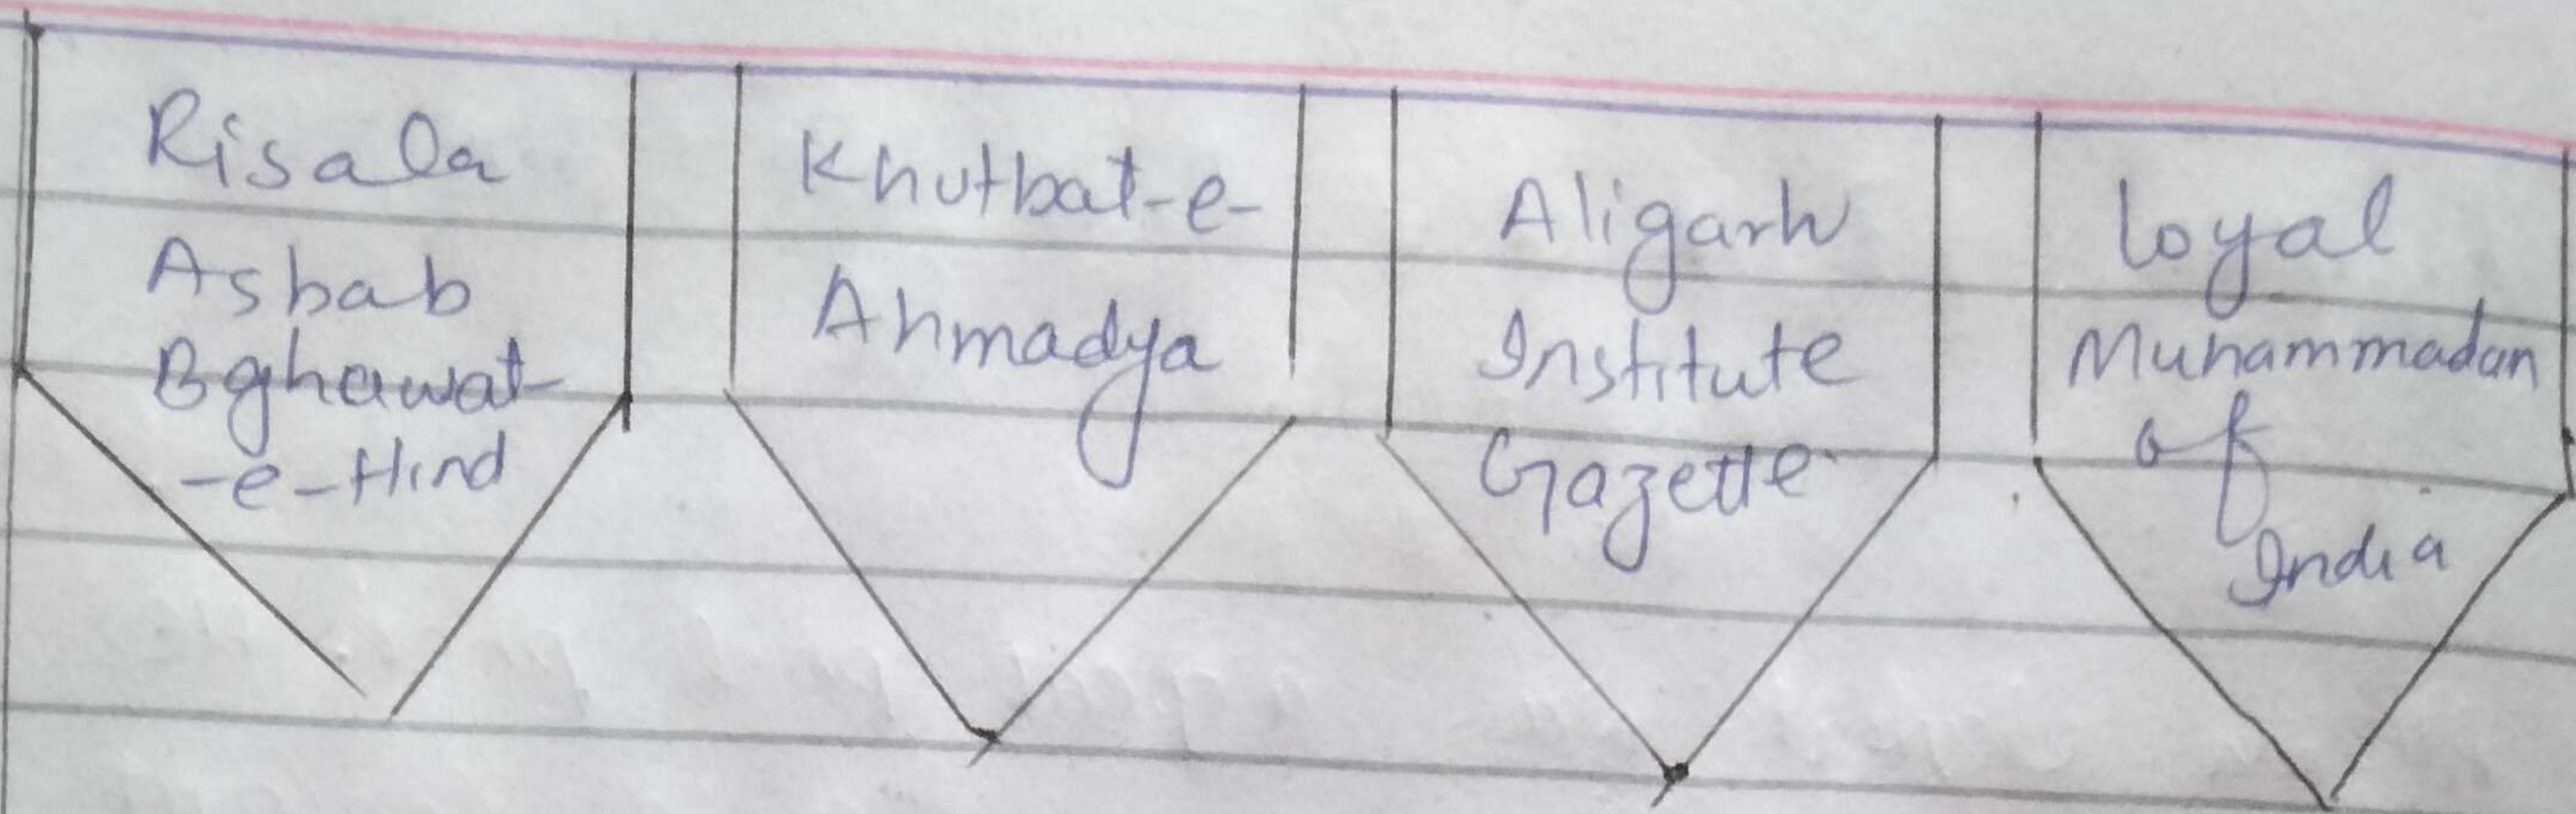 Risala
Asbab
Bghawat-
-e-Hind
Khutbat-e-
Ahmadya
Aligarh
Institute
Gazette
loyal
Muhammadan
of
India